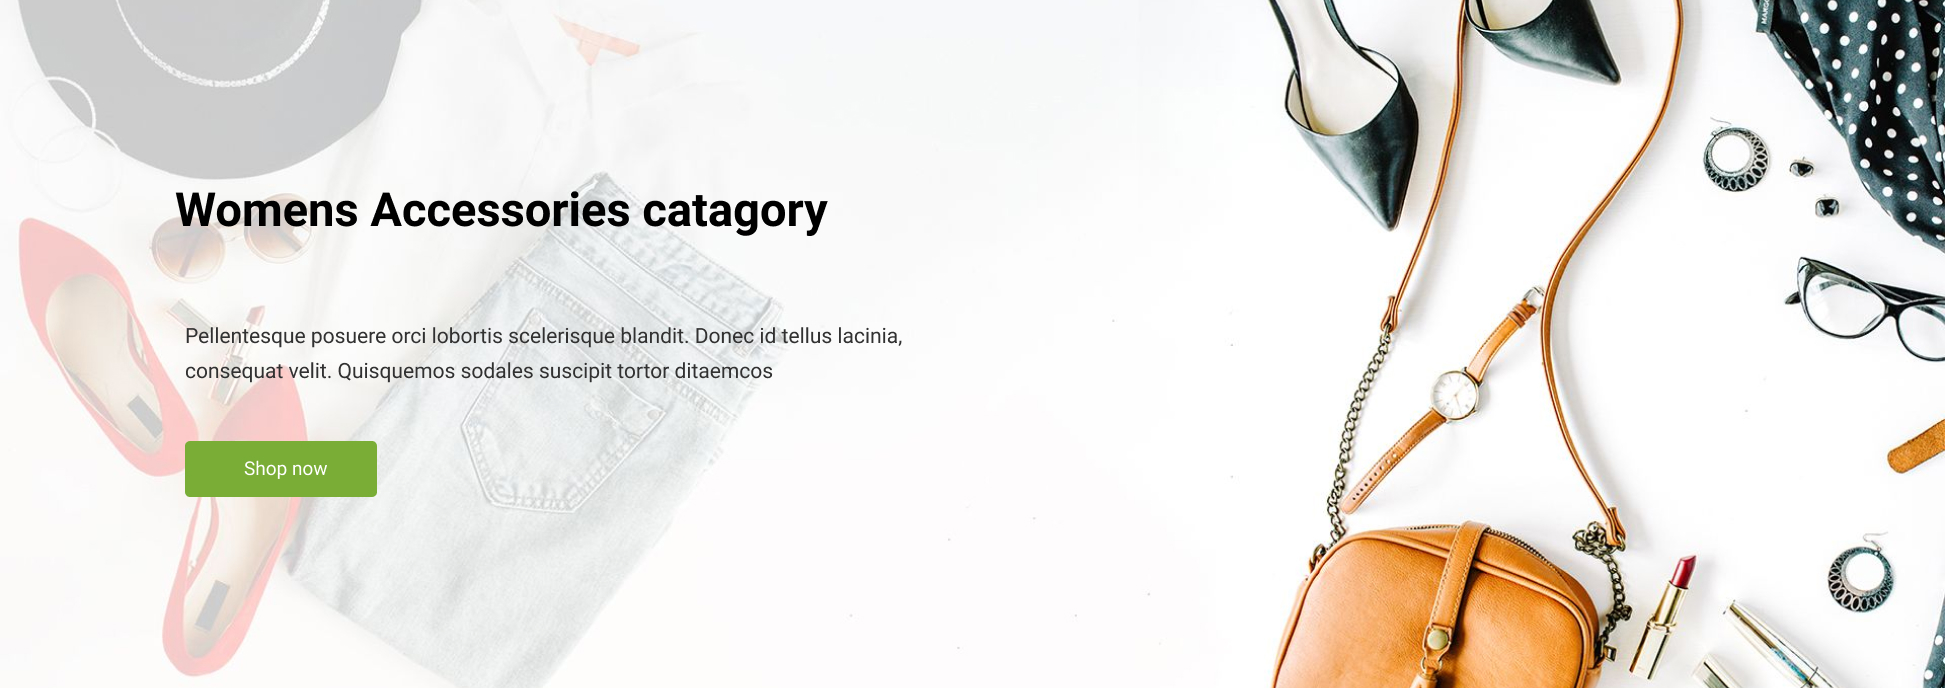 Womens Accessories catagory
Pellentesque posuere orci lobortis scelerisque blandit. Donec id tellus lacinia,
consequat velit. Quisquemos sodales suscipit tortor ditaemcos
Shop now